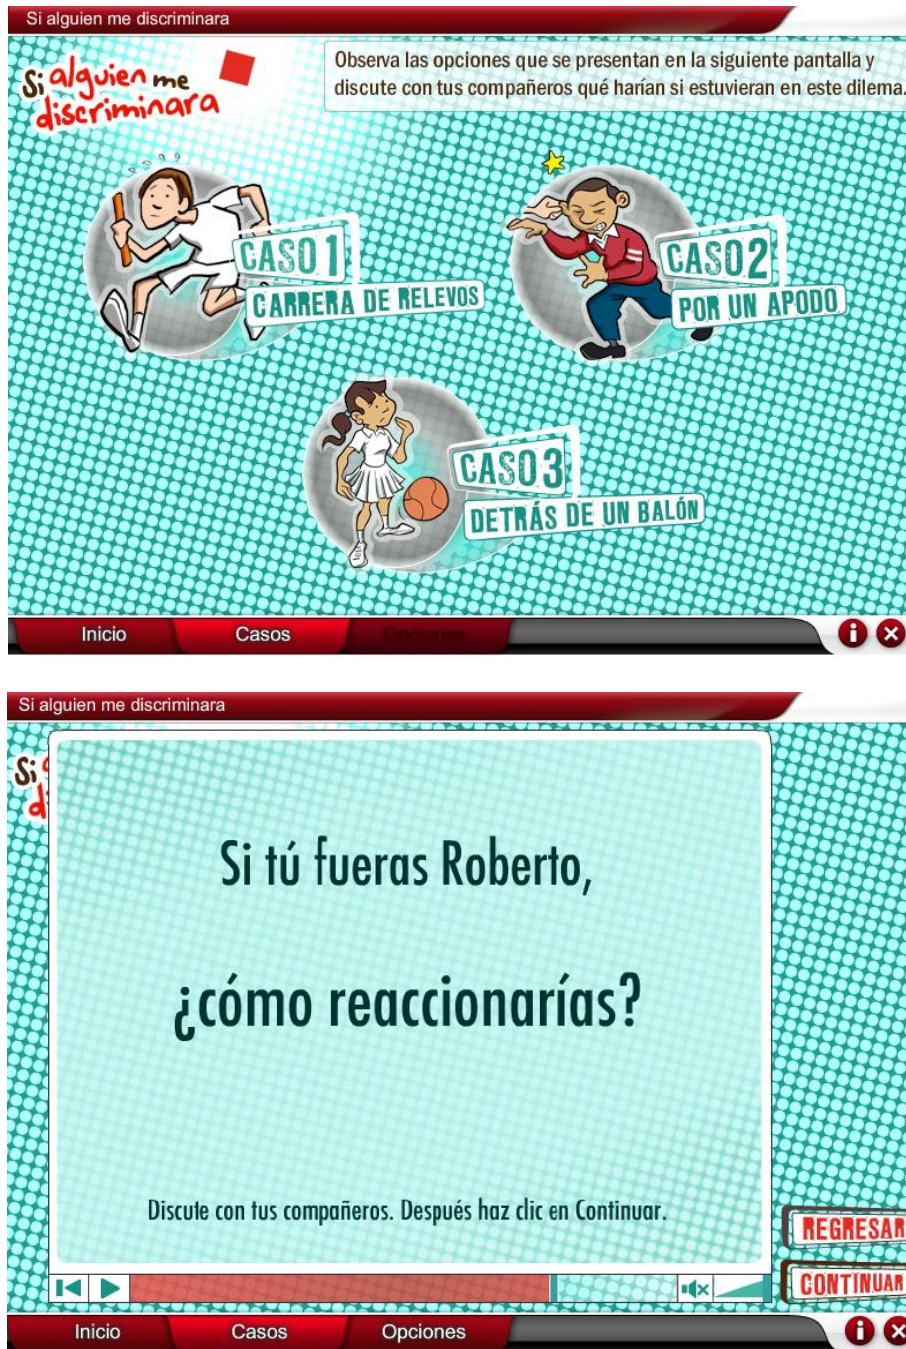 Si alguien me discriminara
Si alguien me
discriminara
Observa las opciones que se presentan en la siguiente pantalla y
discute con tus compañeros qué harían si estuvieran en este dilema.
CASO 1
CARRERA DE RELEVOS
CASO 2
POR UN APODO
CASO 3
DETRÁS DE UN BALÓN
Inicio
Casos
Opciones
Si alguien me discriminara
Si
Si tú fueras Roberto,
¿cómo reaccionarías?
Discute con tus compañeros. Después haz clic en Continuar.
REGRESAR
CONTINUAR
Inicio
Casos
Opciones